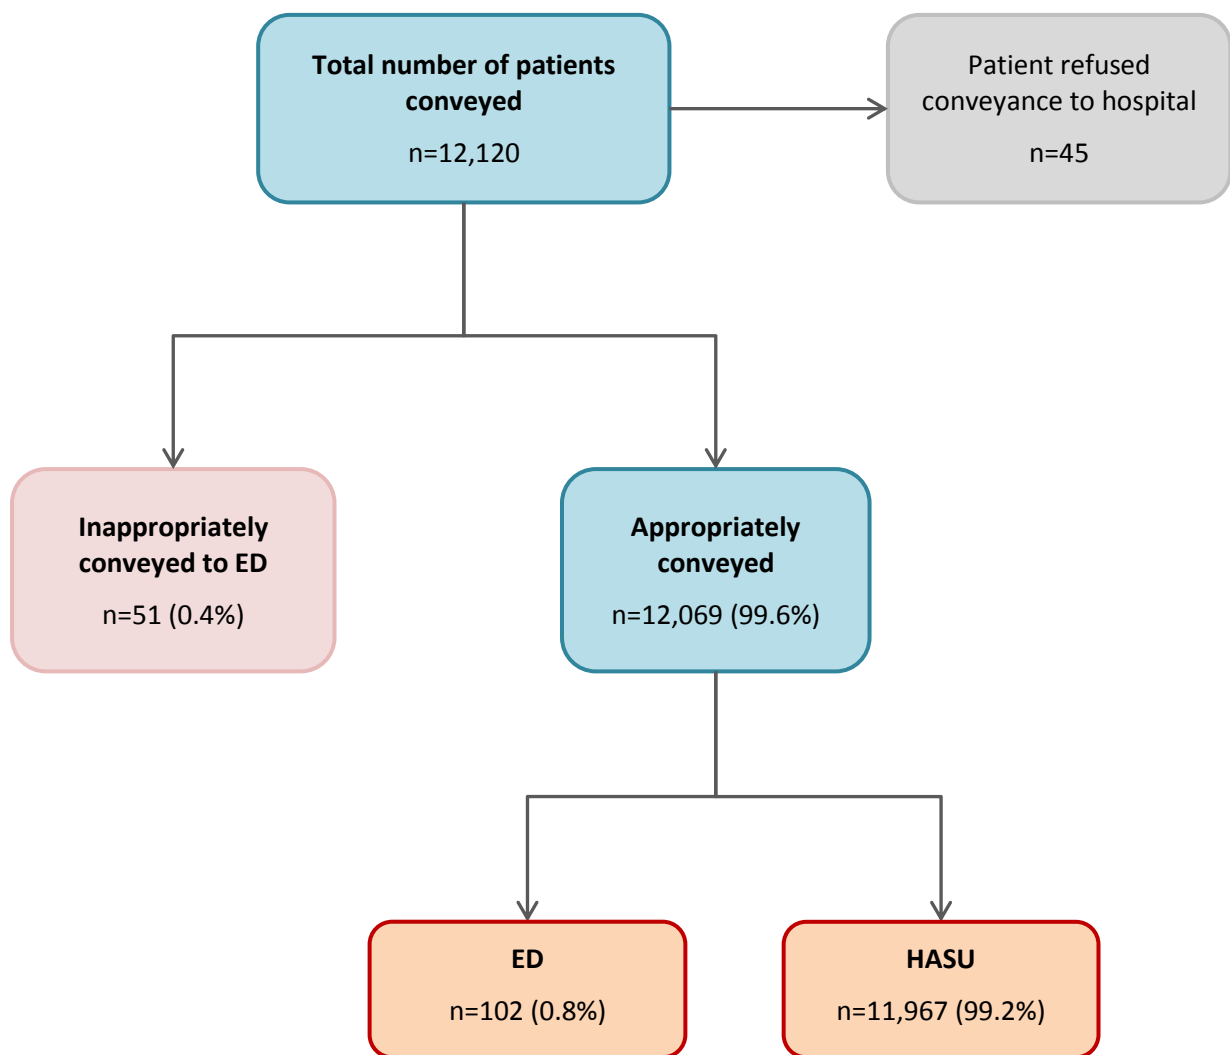 Total number of patients
conveyed
n=12,120
Patient refused
conveyance to hospital
n=45
Inappropriately
conveyed to ED
n=51 (0.4%)
Appropriately
conveyed
n=12,069 (99.6%)
ED
n=102 (0.8%)
HASU
n=11,967 (99.2%)